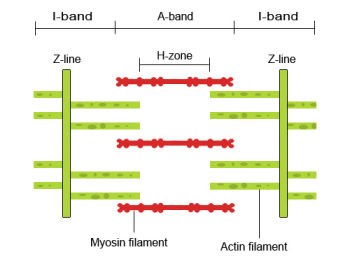 I-band A-band I-band
Z-line H-zone Z-line
Myosin filament Actin filament